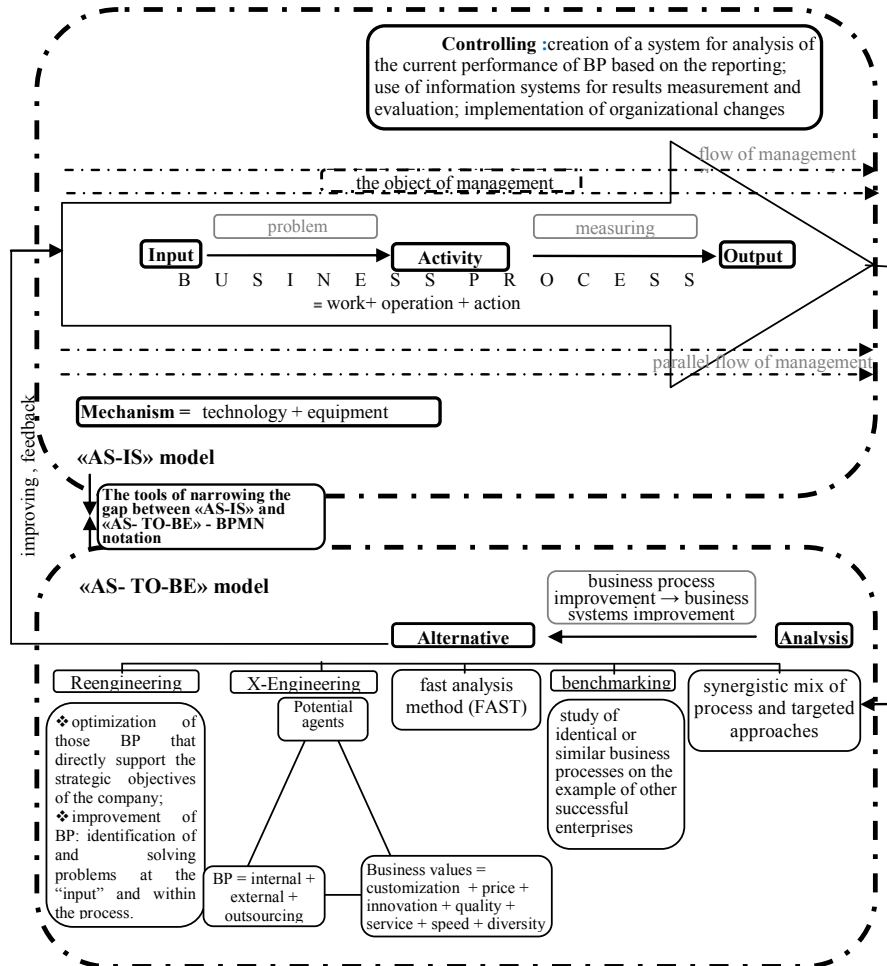 Controlling :creation of a system for analysis of
the current performance of BP based on the reporting;
use of information systems for results measurement and
evaluation; implementation of organizational changes
flow of management
the object of management
problem
measuring
Input
Activity
Output
B U S I N E S S P R O C E S S
= work+ operation + action
parallel flow of management
Mechanism = technology + equipment
«AS-IS» model
improving , feedback
The tools of narrowing the
gap between «AS-IS» and
«AS- TO-BE» - BPMN
notation
«AS- TO-BE» model
business process
improvement → business
systems improvement
Alternative
Analysis
Reengineering
X-Engineering
fast analysis
method (FAST)
benchmarking
synergistic mix of
process and targeted
approaches
❖optimization of
those BP that
directly support the
strategic objectives
of the company;
❖improvement of
BP: identification of
and solving
problems at the
“input” and within
the process.
Potential
agents
BP = internal +
external +
outsourcing
Business values =
customization + price +
innovation + quality +
service + speed + diversity
study of
identical or
similar business
processes on the
example of other
successful
enterprises